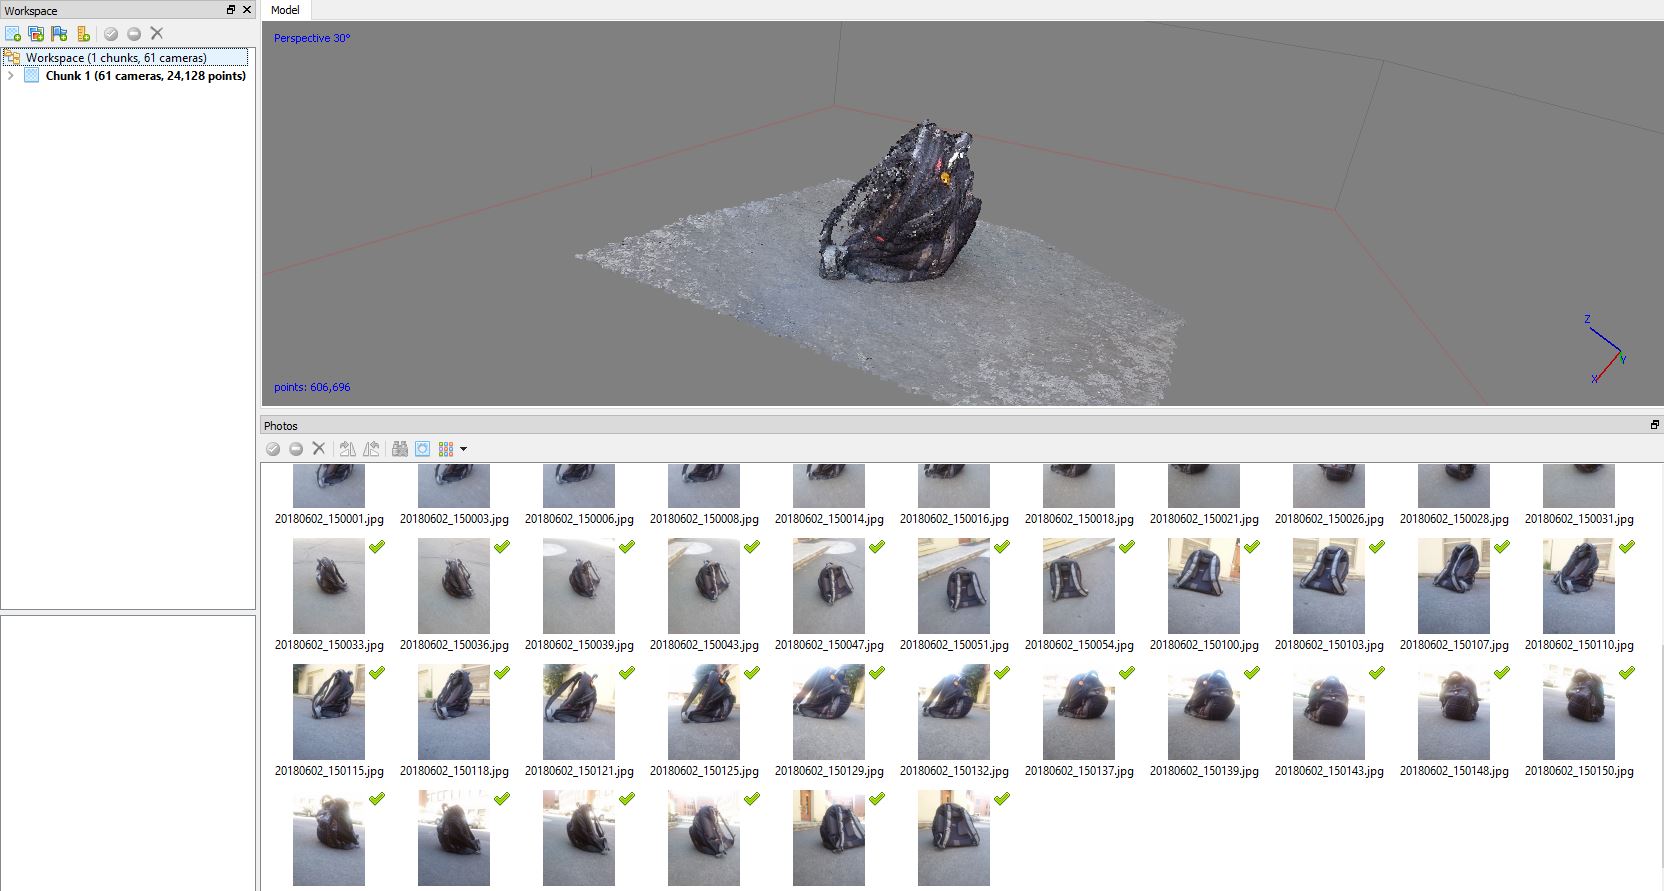 Workspace
Model
Workspace (1 chunks, 61 cameras)
Chunk 1 (61 cameras, 24,128 points)
Perspective 30°
Z
Y
X
points: 606,696
Photos
20180602_150001.jpg 20180602_150003.jpg 20180602_150006.jpg 20180602_150008.jpg 20180602_150014.jpg 20180602_150016.jpg 20180602_150018.jpg 20180602_150021.jpg 20180602_150026.jpg 20180602_150028.jpg 20180602_150031.jpg
20180602_150033.jpg 20180602_150036.jpg 20180602_150039.jpg 20180602_150043.jpg 20180602_150047.jpg 20180602_150051.jpg 20180602_150054.jpg 20180602_150100.jpg 20180602_150103.jpg 20180602_150107.jpg 20180602_150110.jpg
20180602_150115.jpg 20180602_150118.jpg 20180602_150121.jpg 20180602_150125.jpg 20180602_150129.jpg 20180602_150132.jpg 20180602_150137.jpg 20180602_150139.jpg 20180602_150143.jpg 20180602_150148.jpg 20180602_150150.jpg